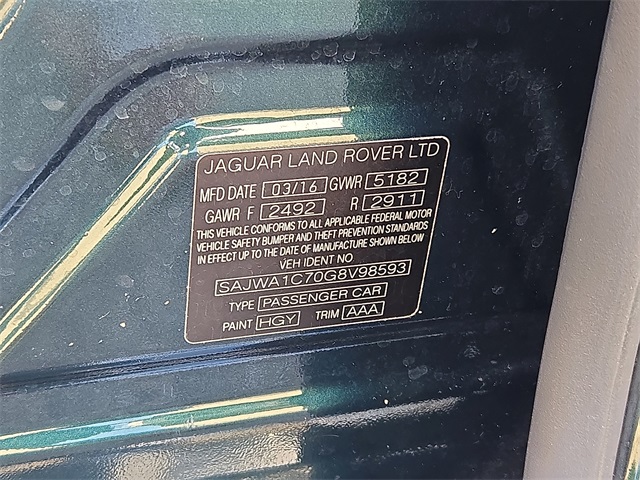 JAGUAR LAND ROVER LTD
MFD DATE 03/16 GVWR 5182
GAWR F 2492 R 2911
THIS VEHICLE CONFORMS TO ALL APPLICABLE FEDERAL MOTOR
VEHICLE SAFETY BUMPER AND THEFT PREVENTION STANDARDS
IN EFFECT ON THE DATE OF MANUFACTURE SHOWN BELOW
VEH IDENT NO
SAJWA1C70G8V98593
TYPE PASSENGER CAR
PAINT HGY TRIM AAA